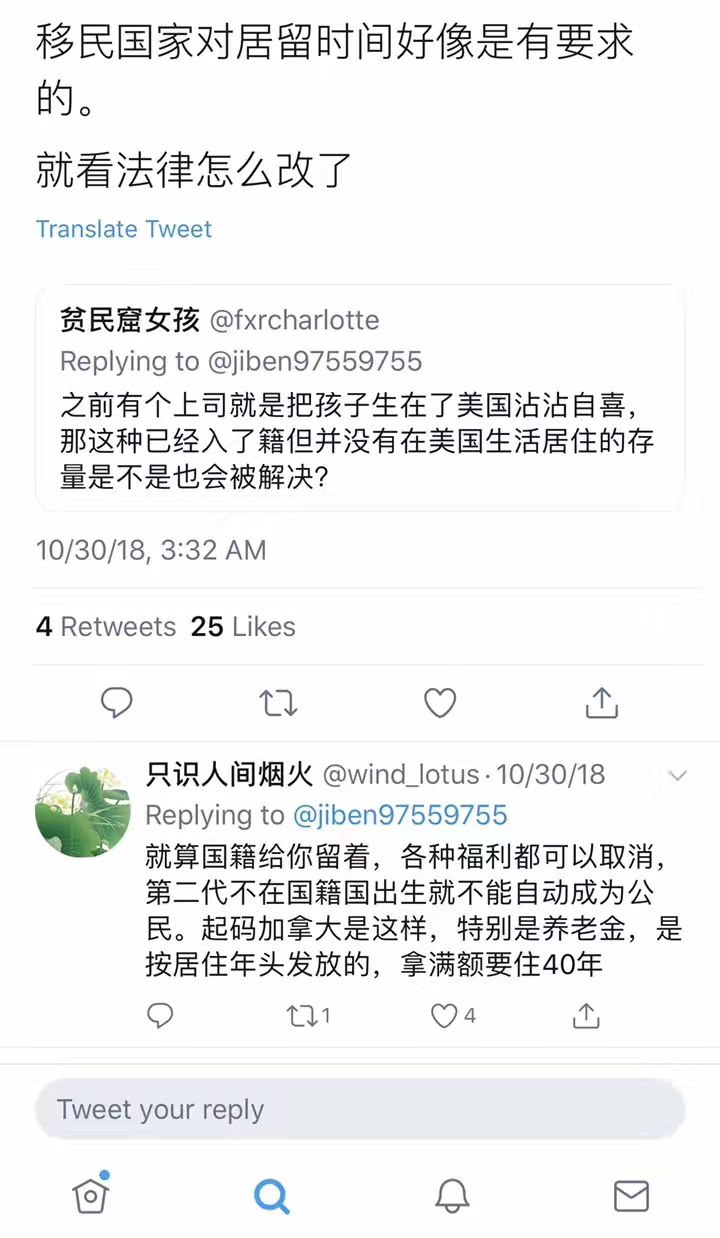 移民国家对居留时间好像是有要求
的。
就看法律怎么改了
Translate Tweet
贫民窟女孩 @fxrcharlotte
Replying to @jiben97559755
之前有个上司就是把孩子生在了美国沾沾自喜，
那这种已经入了籍但并没有在美国生活居住的存
量是不是也会被解决？
10/30/18, 3:32 AM
4 Retweets 25 Likes
只识人间烟火 @wind_lotus · 10/30/18
Replying to @jiben97559755
就算国籍给你留着，各种福利都可以取消，
第二代不在国籍国出生就不能自动成为公
民。起码加拿大是这样，特别是养老金，是
按居住年头发放的，拿满额要住40年
1
4
Tweet your reply